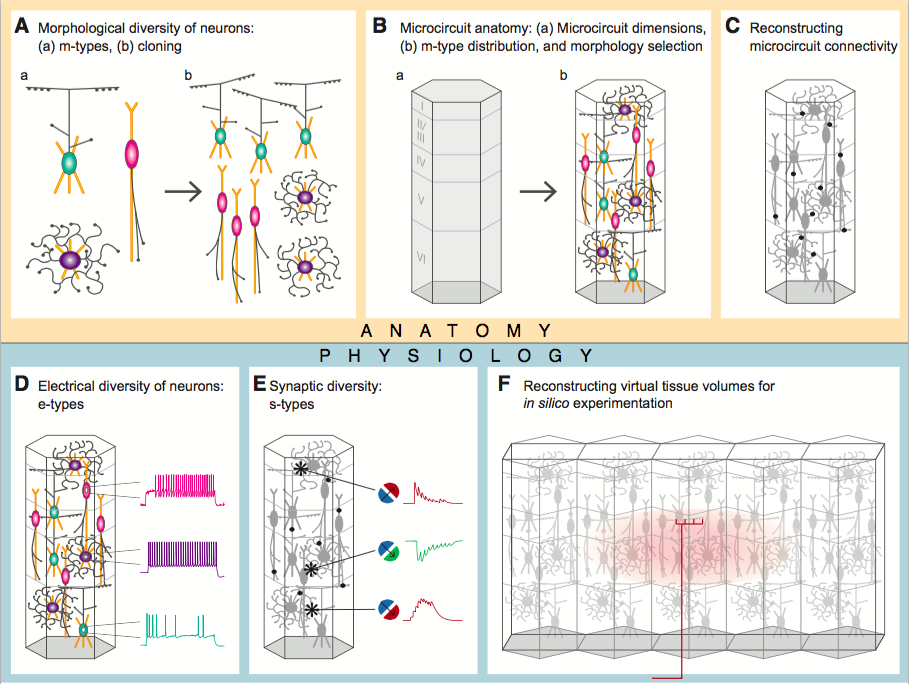 A Morphological diversity of neurons:
(a) m-types, (b) cloning
a
b
B Microcircuit anatomy: (a) Microcircuit dimensions,
(b) m-type distribution, and morphology selection
a
b
I
II/
III
IV
V
VI
C Reconstructing
microcircuit connectivity
ANATOMY
PHYSIOLOGY
D Electrical diversity of neurons:
e-types
E Synaptic diversity:
s-types
F Reconstructing virtual tissue volumes for
in silico experimentation